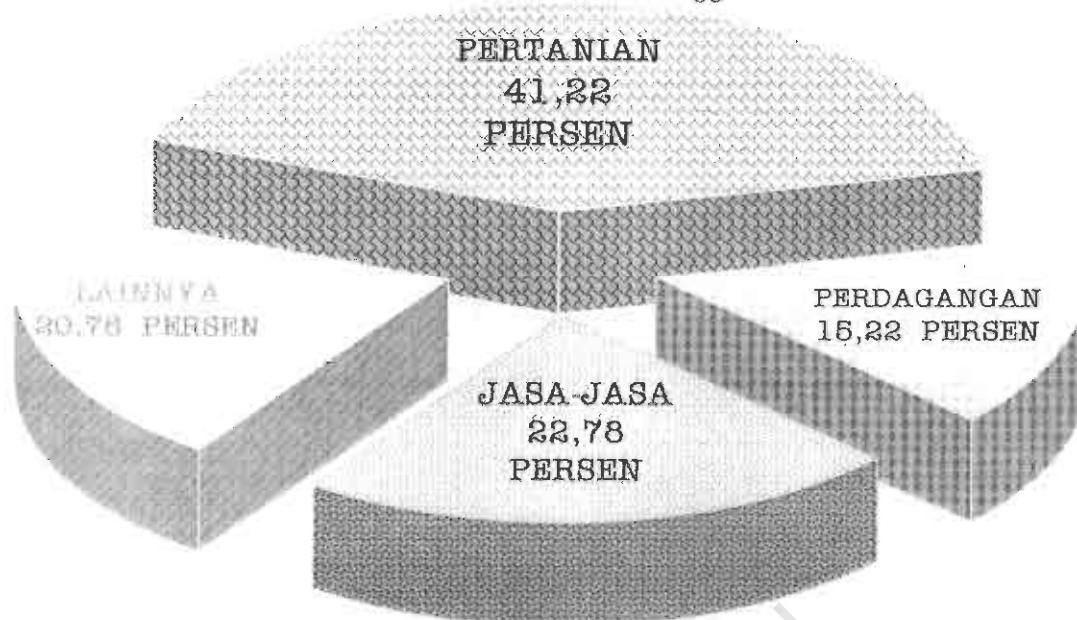 PERTANIAN
41,22
PERSEN
LAINNYA
20,78 PERSEN
PERDAGANGAN
15,22 PERSEN
JASA-JASA
22,78
PERSEN